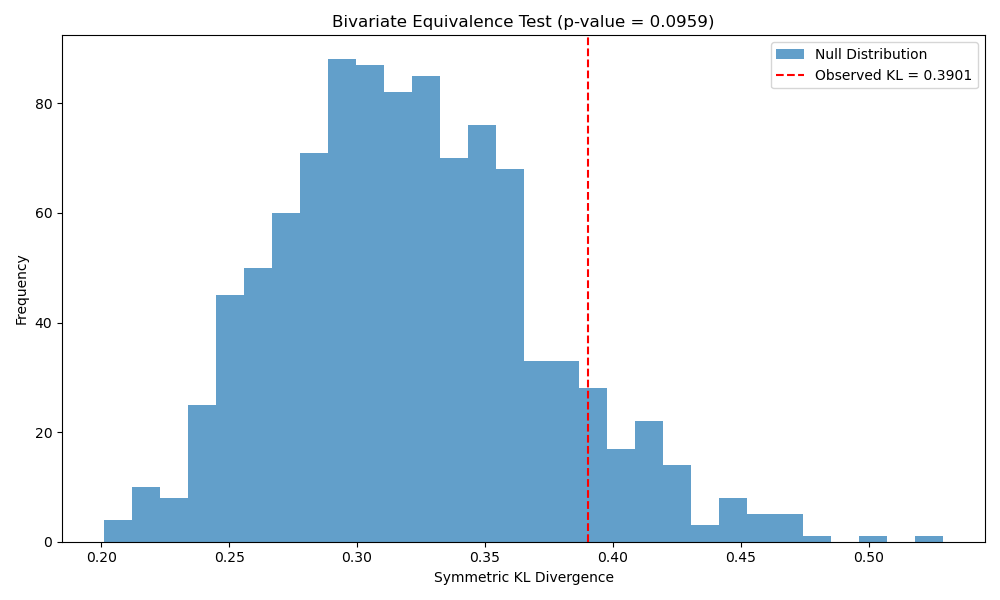 Bivariate Equivalence Test (p-value = 0.0959)
Null Distribution
Observed KL = 0.3901
Frequency
80
60
40
20
0
0.20
0.25
0.30
0.35
0.40
0.45
0.50
Symmetric KL Divergence